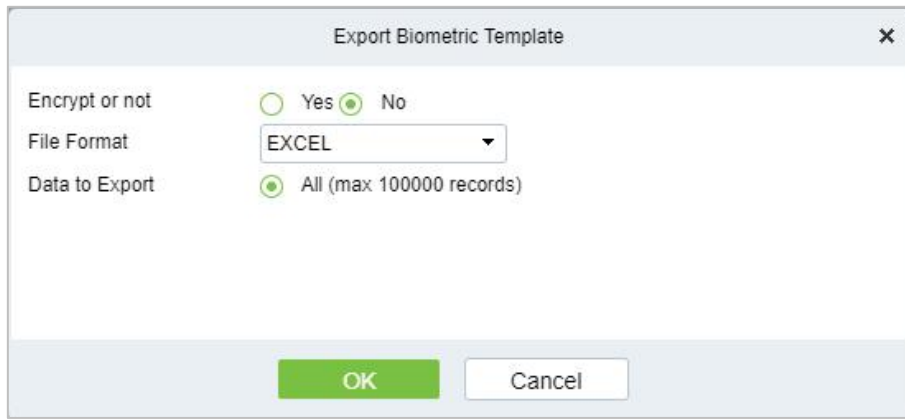 Export Biometric Template ×
Encrypt or not Yes No
File Format EXCEL
Data to Export All (max 100000 records)
OK Cancel